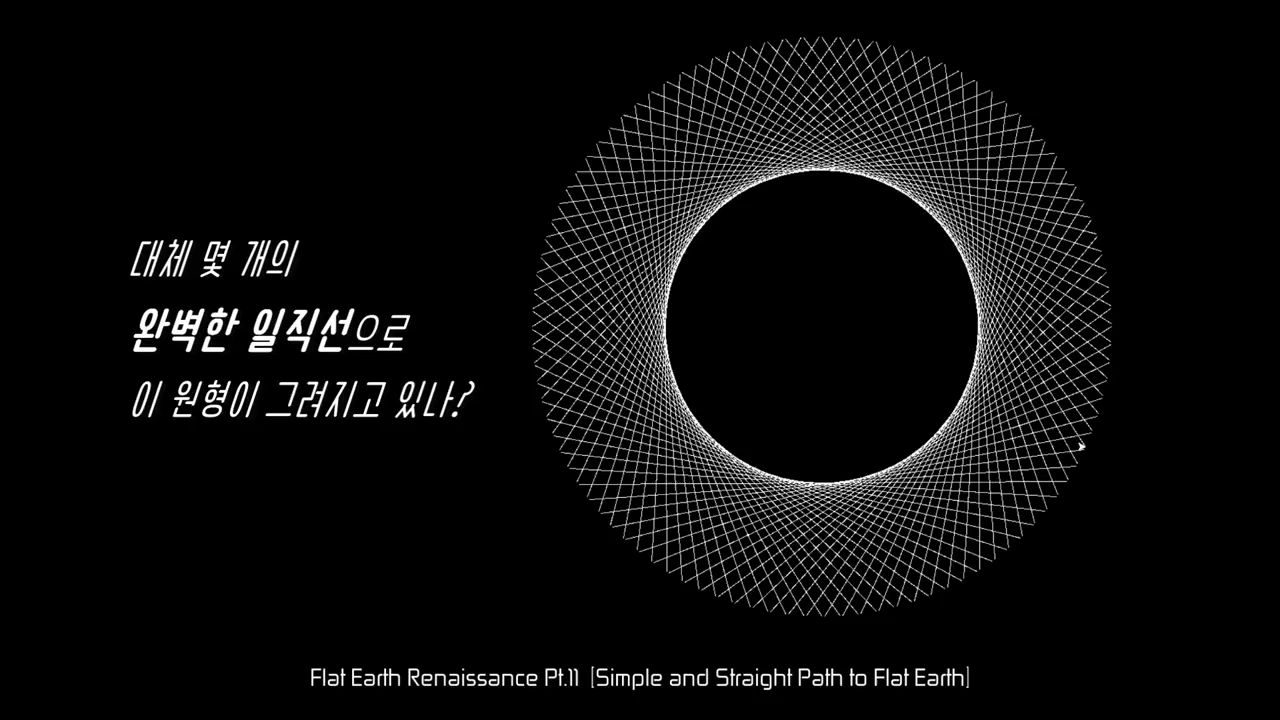 대체 몇 개의
완벽한 일직선으로
이 원형이 그려지고 있나?
Flat Earth Renaissance Pt.11 [Simple and Straight Path to Flat Earth]